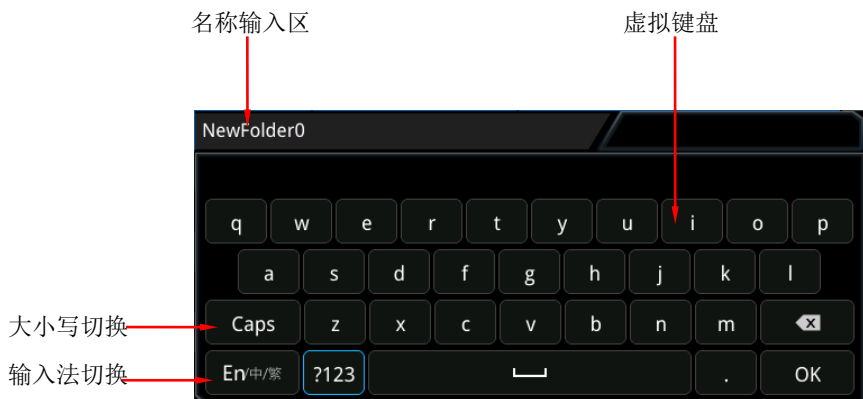 名称输入区 虚拟键盘
NewFolder0
q w e r t y u i o p
a s d f g h j k l
大小写切换 Caps z x c v b n m x
输入法切换 En/中/繁 ?123 . OK